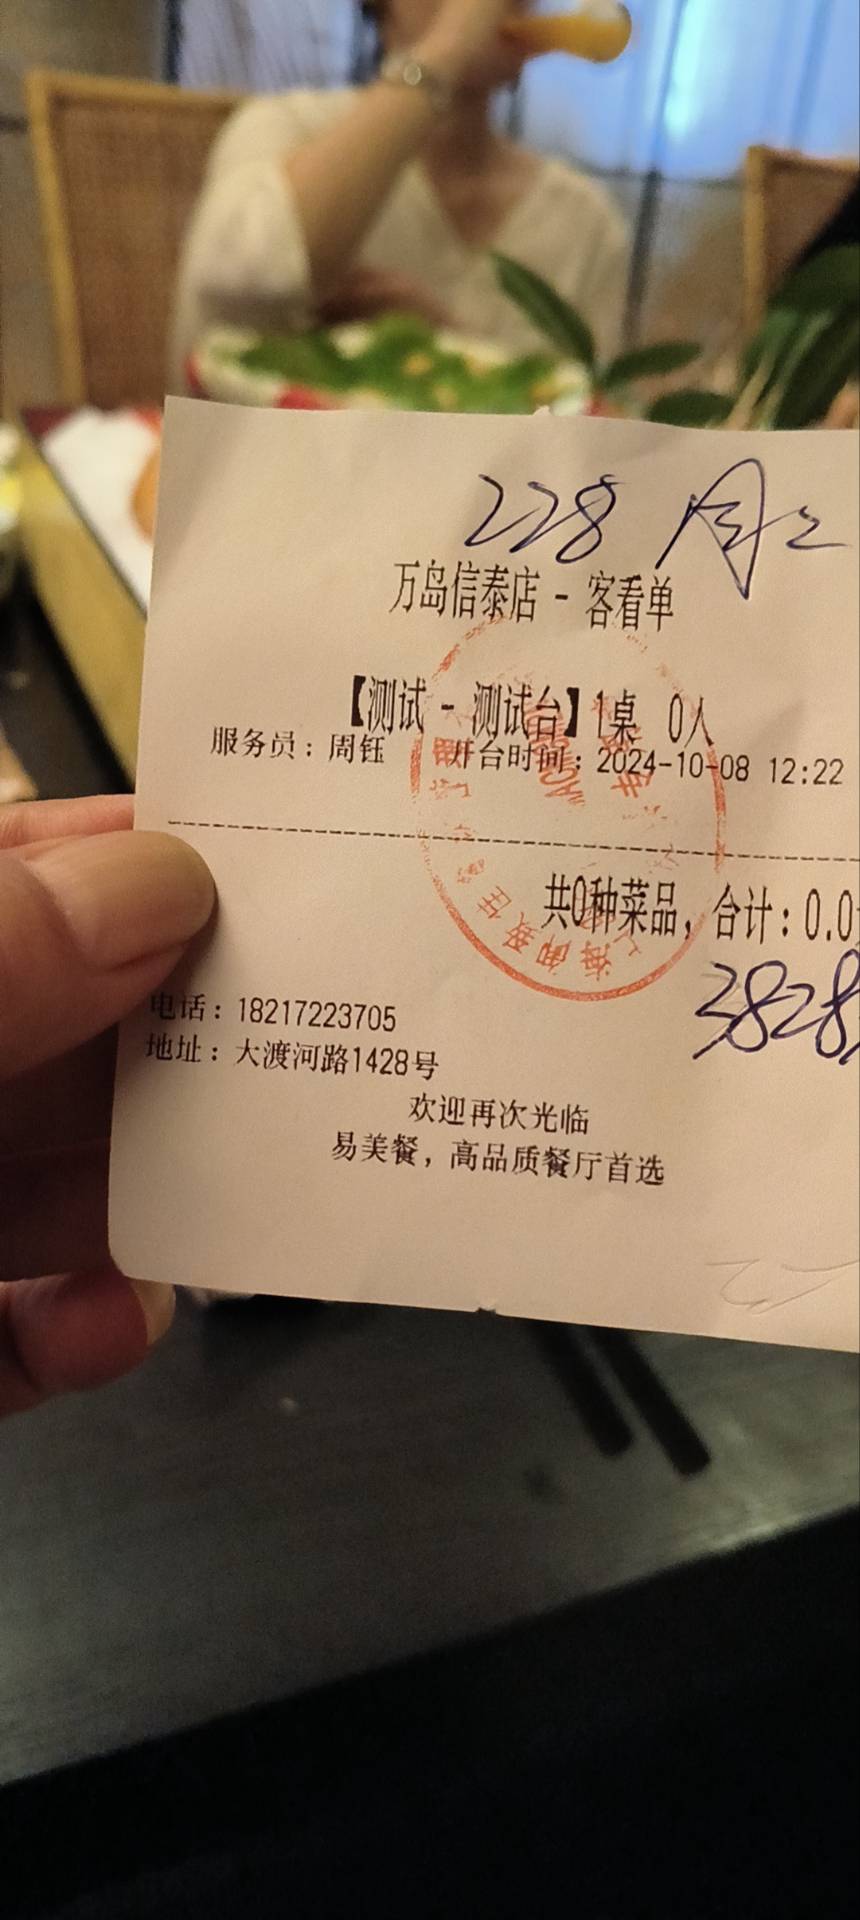 228
万岛信泰店 - 客看单
【测试 - 测试台】1桌 0人
服务员：周钰 开台时间：2024-10-08 12:22
共0种菜品，合计：0.0
3828
电话：18217223705
地址：大渡河路1428号
欢迎再次光临
易美餐，高品质餐厅首选